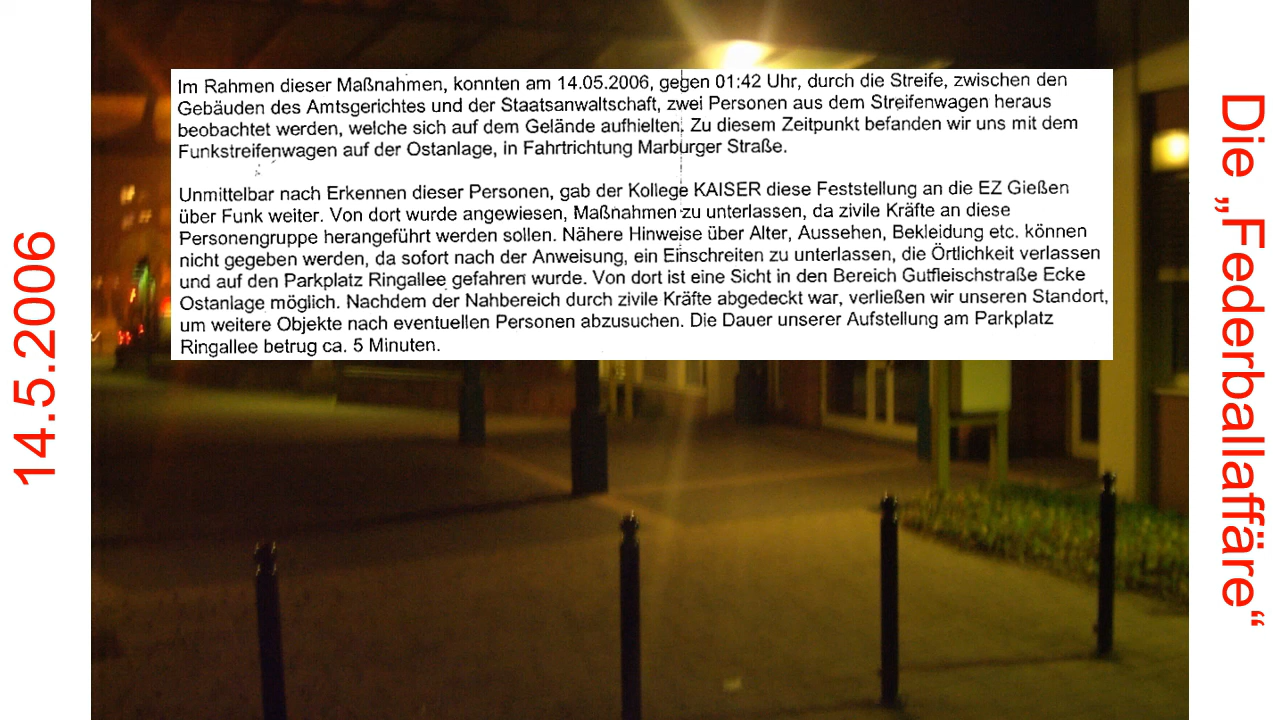 14.5.2006
Im Rahmen dieser Maßnahmen, konnten am 14.05.2006, gegen 01:42 Uhr, durch die Streife, zwischen den
Gebäuden des Amtsgerichtes und der Staatsanwaltschaft, zwei Personen aus dem Streifenwagen heraus
beobachtet werden, welche sich auf dem Gelände aufhielten. Zu diesem Zeitpunkt befanden wir uns mit dem
Funkstreifenwagen auf der Ostanlage, in Fahrtrichtung Marburger Straße.
Unmittelbar nach Erkennen dieser Personen, gab der Kollege KAISER diese Feststellung an die EZ Gießen
über Funk weiter. Von dort wurde angewiesen, Maßnahmen zu unterlassen, da zivile Kräfte an diese
Personengruppe herangeführt werden sollen. Nähere Hinweise über Alter, Aussehen, Bekleidung etc. können
nicht gegeben werden, da sofort nach der Anweisung, ein Einschreiten zu unterlassen, die Örtlichkeit verlassen
und auf den Parkplatz Ringallee gefahren wurde. Von dort ist eine Sicht in den Bereich Gutfleischstraße Ecke
Ostanlage möglich. Nachdem der Nahbereich durch zivile Kräfte abgedeckt war, verließen wir unseren Standort,
um weitere Objekte nach eventuellen Personen abzusuchen. Die Dauer unserer Aufstellung am Parkplatz
Ringallee betrug ca. 5 Minuten.
Die „Federballaffäre“